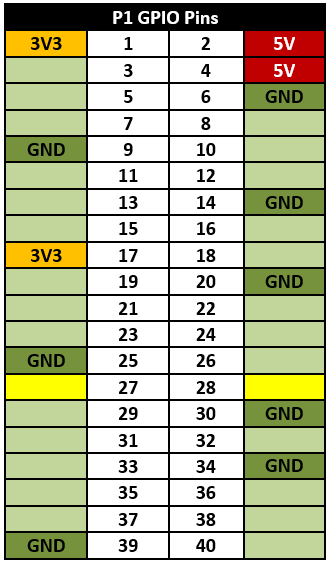 P1 GPIO Pins
3V3 1 2 5V
3 4 5V
5 6 GND
7 8
GND 9 10
11 12
13 14 GND
15 16
3V3 17 18
19 20 GND
21 22
23 24
GND 25 26
27 28
29 30 GND
31 32
33 34 GND
35 36
37 38
GND 39 40